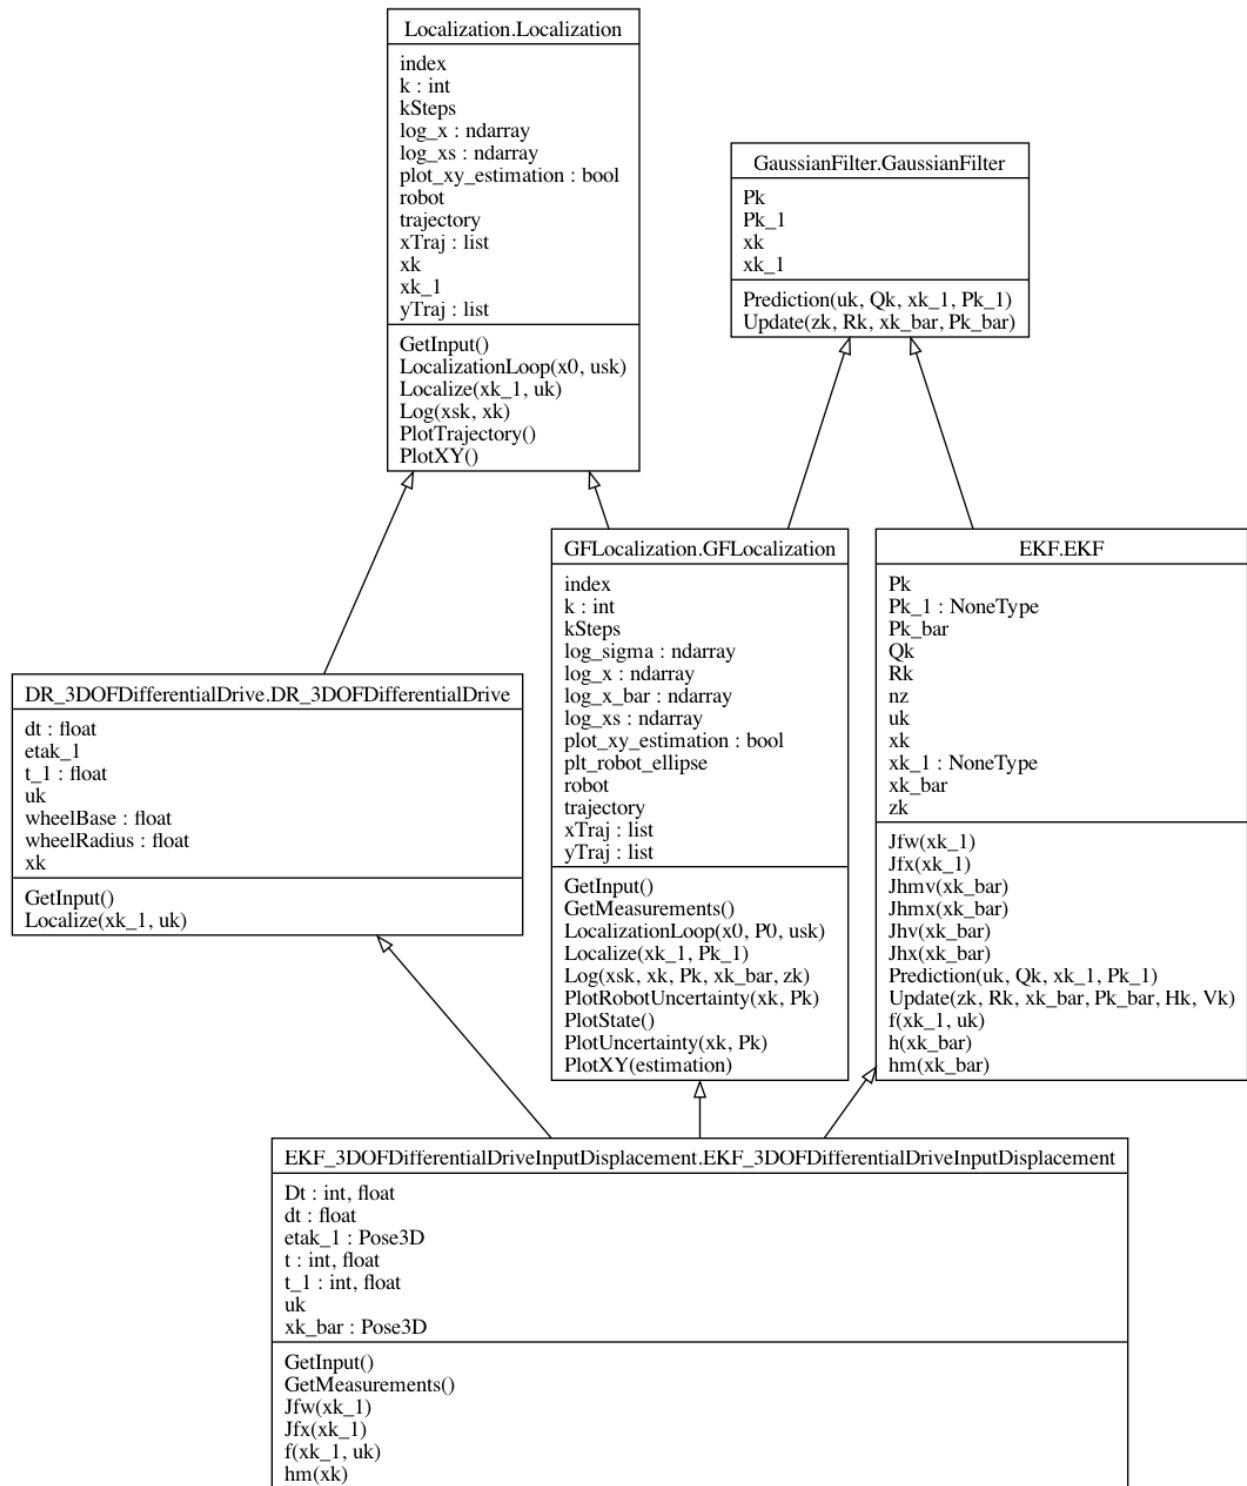 Localization.Localization
index
k : int
kSteps
log_x : ndarray
log_xs : ndarray
plot_xy_estimation : bool
robot
trajectory
xTraj : list
xk
xk_1
yTraj : list
GetInput()
LocalizationLoop(x0, usk)
Localize(xk_1, uk)
Log(xsk, xk)
PlotTrajectory()
PlotXY()
GaussianFilter.GaussianFilter
Pk
Pk_1
xk
xk_1
Prediction(uk, Qk, xk_1, Pk_1)
Update(zk, Rk, xk_bar, Pk_bar)
DR_3DOFDifferentialDrive.DR_3DOFDifferentialDrive
dt : float
etak_1
t_1 : float
uk
wheelBase : float
wheelRadius : float
xk
GetInput()
Localize(xk_1, uk)
GFLocalization.GFLocalization
index
k : int
kSteps
log_sigma : ndarray
log_x : ndarray
log_x_bar : ndarray
log_xs : ndarray
plot_xy_estimation : bool
plt_robot_ellipse
robot
trajectory
xTraj : list
yTraj : list
GetInput()
GetMeasurements()
LocalizationLoop(x0, P0, usk)
Localize(xk_1, Pk_1)
Log(xsk, xk, Pk, xk_bar, zk)
PlotRobotUncertainty(xk, Pk)
PlotState()
PlotUncertainty(xk, Pk)
PlotXY(estimation)
EKF.EKF
Pk
Pk_1 : NoneType
Pk_bar
Qk
Rk
nz
uk
xk
xk_1 : NoneType
xk_bar
zk
Jfw(xk_1)
Jfx(xk_1)
Jhmv(xk_bar)
Jhmx(xk_bar)
Jhv(xk_bar)
Jhx(xk_bar)
Prediction(uk, Qk, xk_1, Pk_1)
Update(zk, Rk, xk_bar, Pk_bar, Hk, Vk)
f(xk_1, uk)
h(xk_bar)
hm(xk_bar)
EKF_3DOFDifferentialDriveInputDisplacement.EKF_3DOFDifferentialDriveInputDisplacement
Dt : int, float
dt : float
etak_1 : Pose3D
t : int, float
t_1 : int, float
uk
xk_bar : Pose3D
GetInput()
GetMeasurements()
Jfw(xk_1)
Jfx(xk_1)
f(xk_1, uk)
hm(xk)